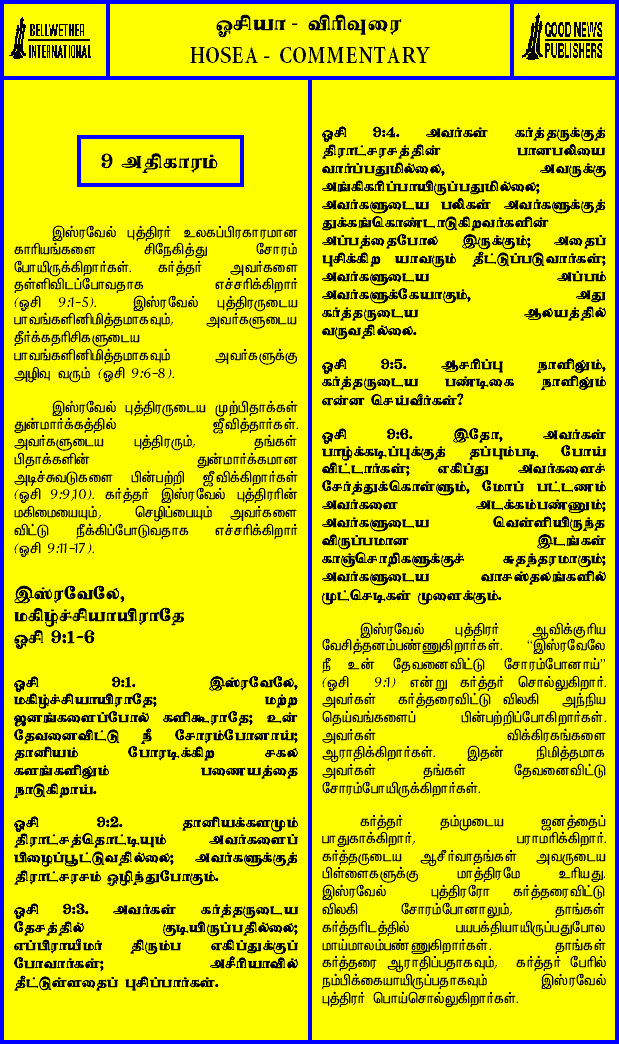 BELLWETHER
INTERNATIONAL
ஓசியா - விரிவுரை
HOSEA - COMMENTARY
GOOD NEWS
PUBLISHERS
9 அதிகாரம்
இஸ்ரவேல் புத்திரர் உலகப்பிரகாரமான
காரியங்களை சிநேகித்து சோரம்
போயிருக்கிறார்கள். கர்த்தர் அவர்களை
தள்ளிவிடப்போவதாக எச்சரிக்கிறார்
(ஓசி 9:1-5). இஸ்ரவேல் புத்திரருடைய
பாவங்களினிமித்தமாகவும், அவர்களுடைய
தீர்க்கதரிசிகளுடைய
பாவங்களினிமித்தமாகவும் அவர்களுக்கு
அழிவு வரும் (ஓசி 9:6-8).
இஸ்ரவேல் புத்திரருடைய முற்பிதாக்கள்
துன்மார்க்கத்தில் ஜீவித்தார்கள்.
அவர்களுடைய புத்திரரும், தங்கள்
பிதாக்களின் துன்மார்க்கமான
அடிச்சுவடுகளை பின்பற்றி ஜீவிக்கிறார்கள்
(ஓசி 9:9,10). கர்த்தர் இஸ்ரவேல் புத்திரரின்
மகிமையையும், செழிப்பையும் அவர்களை
விட்டு நீக்கிப்போடுவதாக எச்சரிக்கிறார்
(ஓசி 9:11-17).
இஸ்ரவேலே,
மகிழ்ச்சியாயிராதே
ஓசி 9:1-6
ஓசி 9:1. இஸ்ரவேலே,
மகிழ்ச்சியாயிராதே; மற்ற
ஜனங்களைப்போல் களிகூராதே; உன்
தேவனைவிட்டு நீ சோரம்போனாய்;
தானியம் போரடிக்கிற சகல
களங்களிலும் பணையத்தை
நாடுகிறாய்.
ஓசி 9:2. தானியக்களமும்
திராட்சத்தொட்டியும் அவர்களைப்
பிழைப்பூட்டுவதில்லை; அவர்களுக்குத்
திராட்சரசம் ஒழிந்துபோகும்.
ஓசி 9:3. அவர்கள் கர்த்தருடைய
தேசத்தில் குடியிருப்பதில்லை;
எப்பிராயீமர் திரும்ப எகிப்துக்குப்
போவார்கள்; அசீரியாவில்
தீட்டுள்ளதைப் புசிப்பார்கள்.
ஓசி 9:4. அவர்கள் கர்த்தருக்குத்
திராட்சரசத்தின் பானபலியை
வார்ப்பதுமில்லை, அவருக்கு
அங்கிகரிப்பாயிருப்பதுமில்லை;
அவர்களுடைய பலிகள் அவர்களுக்குத்
துக்கங்கொண்டாடுகிறவர்களின்
அப்பத்தைபோல இருக்கும்; அதைப்
புசிக்கிற யாவரும் தீட்டுப்படுவார்கள்;
அவர்களுடைய அப்பம்
அவர்களுக்கேயாகும், அது
கர்த்தருடைய ஆலயத்தில்
வருவதில்லை.
ஓசி 9:5. ஆசரிப்பு நாளிலும்,
கர்த்தருடைய பண்டிகை நாளிலும்
என்ன செய்வீர்கள்?
ஓசி 9:6. இதோ, அவர்கள்
பாழ்க்கடிப்புக்குத் தப்பும்படி போய்
விட்டார்கள்; எகிப்து அவர்களைச்
சேர்த்துக்கொள்ளும், மோப் பட்டணம்
அவர்களை அடக்கம்பண்ணும்;
அவர்களுடைய வெள்ளியிருந்த
விருப்பமான இடங்கள்
காஞ்சொறிகளுக்குச் சுதந்தரமாகும்;
அவர்களுடைய வாசஸ்தலங்களில்
முட்செடிகள் முளைக்கும்.
இஸ்ரவேல் புத்திரர் ஆவிக்குரிய
வேசித்தனம்பண்ணுகிறார்கள். "இஸ்ரவேலே
நீ உன் தேவனைவிட்டு சோரம்போனாய்"
(ஓசி 9:1) என்று கர்த்தர் சொல்லுகிறார்.
அவர்கள் கர்த்தரைவிட்டு விலகி அந்நிய
தெய்வங்களைப் பின்பற்றிப்போகிறார்கள்.
அவர்கள் விக்கிரகங்களை
ஆராதிக்கிறார்கள். இதன் நிமித்தமாக
அவர்கள் தங்கள் தேவனைவிட்டு
சோரம்போயிருக்கிறார்கள்.
கர்த்தர் தம்முடைய ஜனத்தைப்
பாதுகாக்கிறார், பராமரிக்கிறார்.
கர்த்தருடைய ஆசீர்வாதங்கள் அவருடைய
பிள்ளைகளுக்கு மாத்திரமே உரியது.
இஸ்ரவேல் புத்திரரோ கர்த்தரைவிட்டு
விலகி சோரம்போனாலும், தாங்கள்
கர்த்தரிடத்தில் பயபக்தியாயிருப்பதுபோல
மாய்மாலம்பண்ணுகிறார்கள். தாங்கள்
கர்த்தரை ஆராதிப்பதாகவும், கர்த்தர் பேரில்
நம்பிக்கையாயிருப்பதாகவும் இஸ்ரவேல்
புத்திரர் பொய்சொல்லுகிறார்கள்.